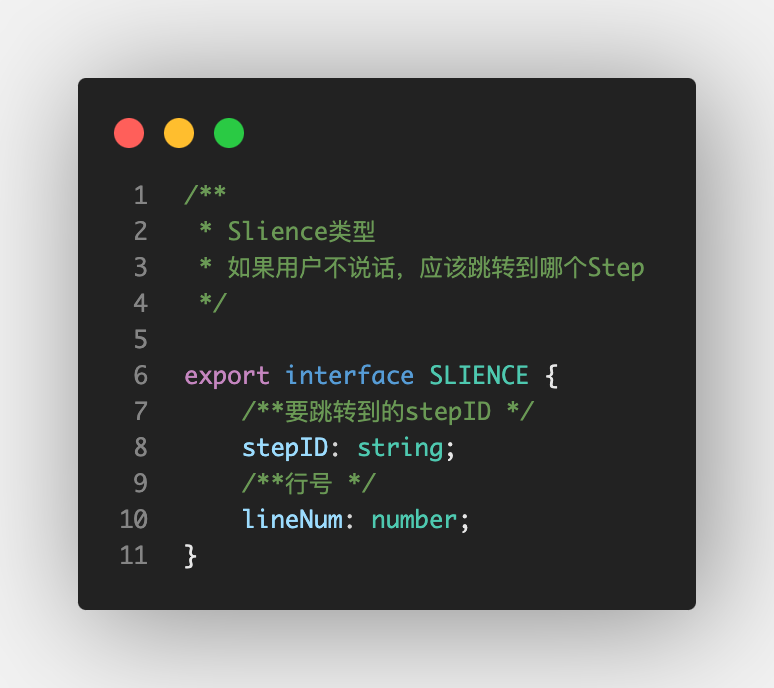 1 /**
2  * Slience类型
3  * 如果用户不说话，应该跳转到哪个Step
4  */
5
6 export interface SLIENCE {
7     /**要跳转到的stepID */
8     stepID: string;
9     /**行号 */
10     lineNum: number;
11 }